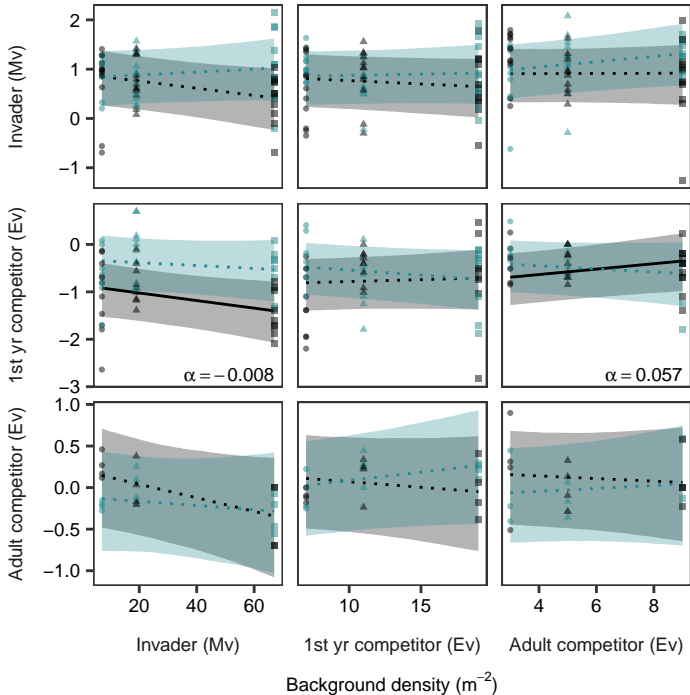 Invader (Mv)
2
1
0
−1
1st yr competitor (Ev)
0
−1
−2
−3
α = −0.008
α = 0.057
Adult competitor (Ev)
1.0
0.5
0.0
−0.5
−1.0
20 40 60
10 15
4 6 8
Invader (Mv)
1st yr competitor (Ev)
Adult competitor (Ev)
Background density (m⁻²)